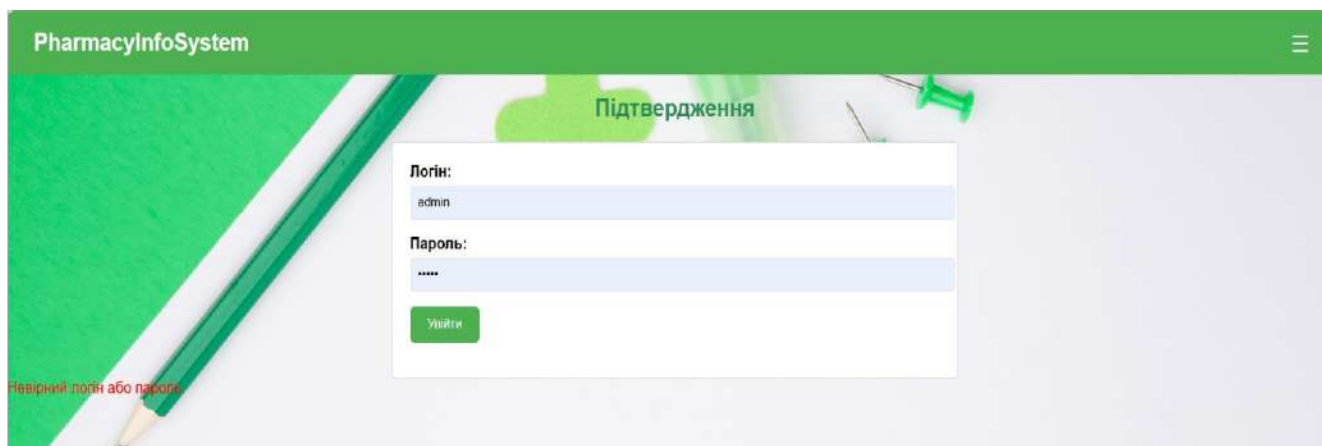 PharmacyInfoSystem
Підтвердження
Логін:
admin
Пароль:
•••••
Увійти
Невірний логін або пароль